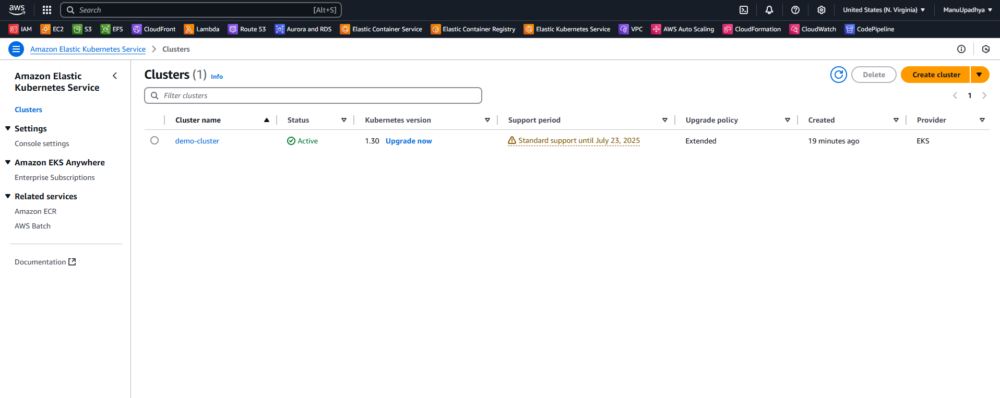 aws Search [Alt+S] United States (N. Virginia) ManuUpadhya
IAM EC2 S3 EFS CloudFront Lambda Route 53 Aurora and RDS Elastic Container Service Elastic Container Registry Elastic Kubernetes Service VPC AWS Auto Scaling CloudFormation CloudWatch CodePipeline
Amazon Elastic Kubernetes Service Clusters
Amazon Elastic
Kubernetes Service
Clusters
Settings
Console settings
Amazon EKS Anywhere
Enterprise Subscriptions
Related services
Amazon ECR
AWS Batch
Documentation
Clusters (1) Info Delete Create cluster
Filter clusters 1
Cluster name Status Kubernetes version Support period Upgrade policy Created Provider
demo-cluster Active 1.30 Upgrade now Standard support until July 23, 2025 Extended 19 minutes ago EKS